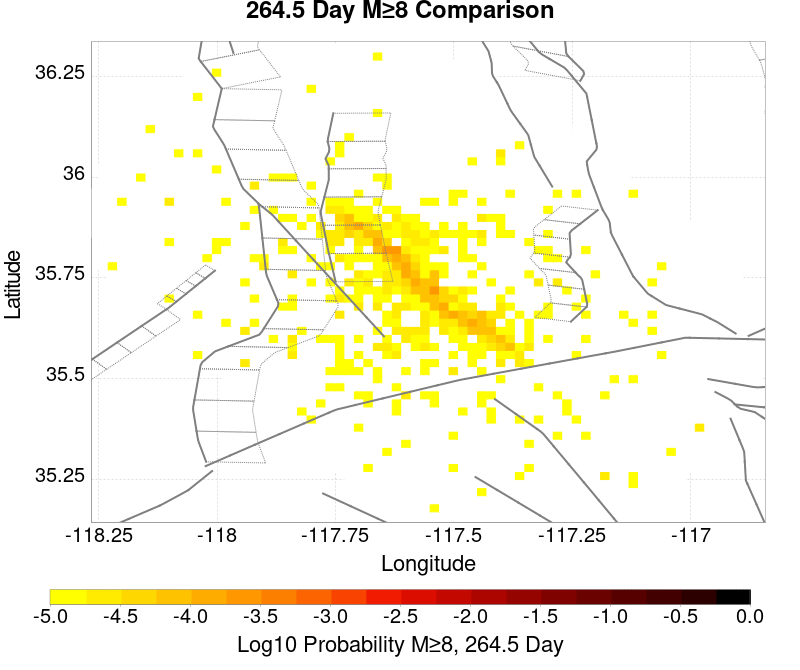 264.5 Day M≥8 Comparison
36.25
36
35.75
35.5
35.25
Latitude
-118.25 -118 -117.75 -117.5 -117.25 -117
Longitude
-5.0 -4.5 -4.0 -3.5 -3.0 -2.5 -2.0 -1.5 -1.0 -0.5 0.0
Log10 Probability M≥8, 264.5 Day